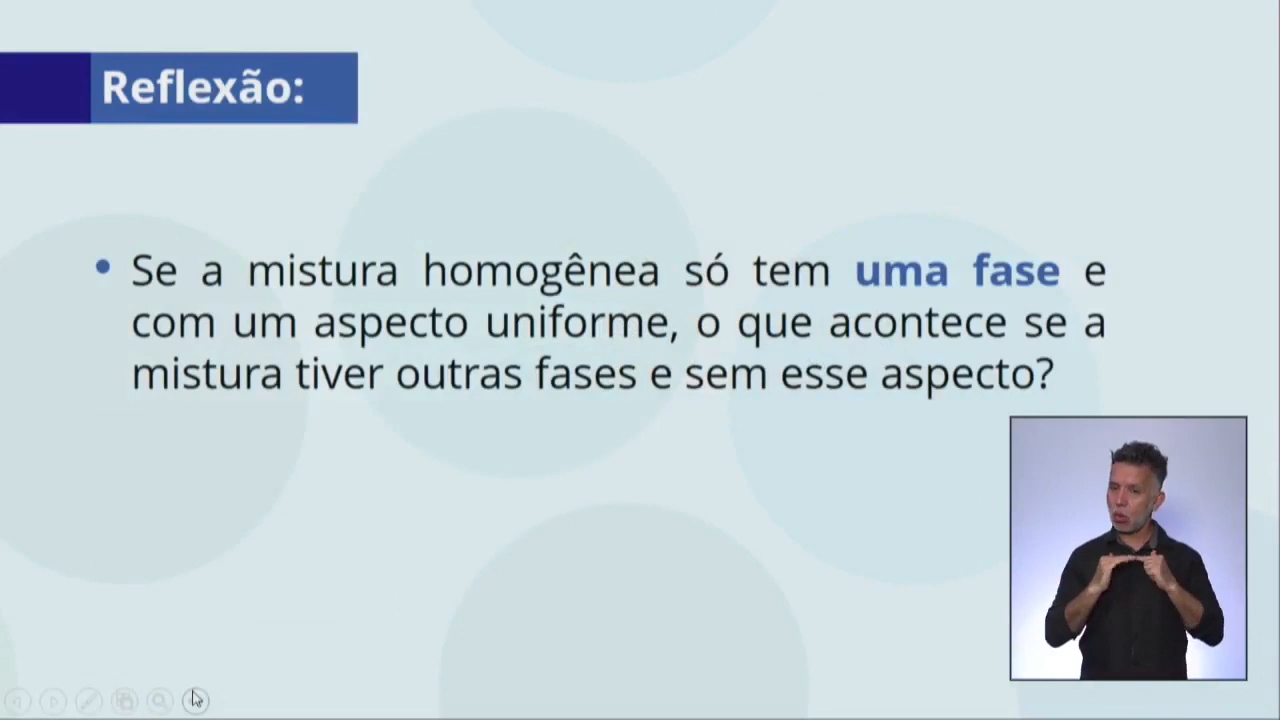 Reflexão:
• Se a mistura homogênea só tem uma fase e
com um aspecto uniforme, o que acontece se a
mistura tiver outras fases e sem esse aspecto?